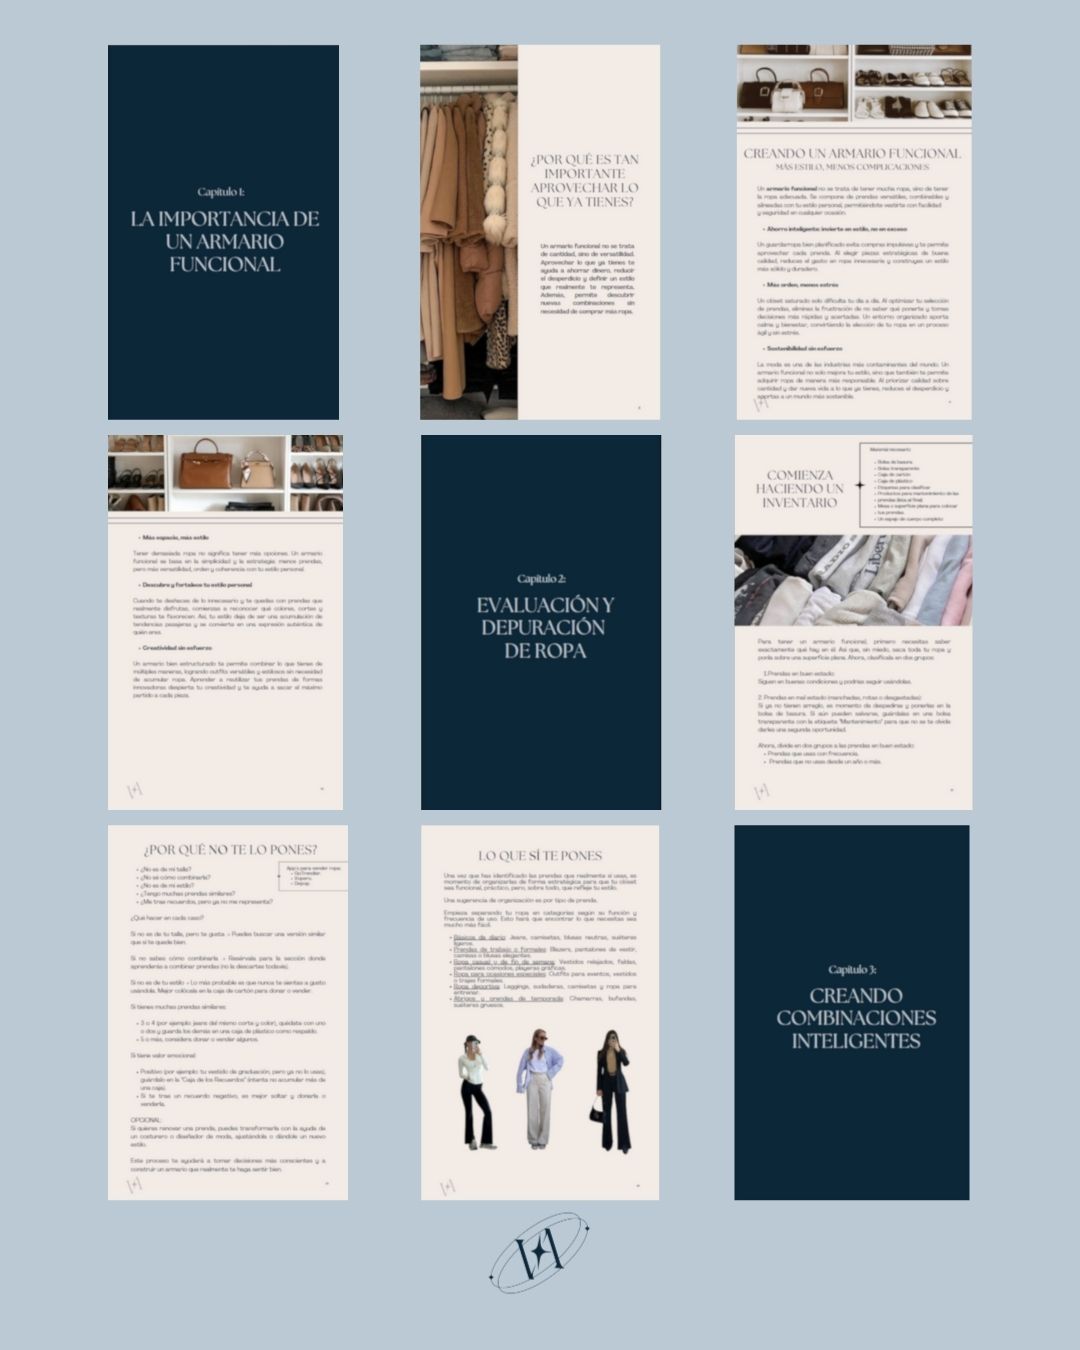 Capítulo 1:
LA IMPORTANCIA DE
UN ARMARIO
FUNCIONAL
¿POR QUÉ ES TAN
IMPORTANTE
APROVECHAR LO
QUE YA TIENES?
Un armario funcional no se trata
de cantidad, sino de versatilidad.
Aprovechar lo que ya tienes te
ayuda a ahorrar dinero, reducir
el desperdicio y definir un estilo
que realmente te representa.
Además, permite descubrir
nuevas combinaciones sin
necesidad de comprar más ropa.
CREANDO UN ARMARIO FUNCIONAL
MÁS ESTILO, MENOS COMPLICACIONES
Un armario funcional no se trata de tener mucha ropa, sino de tener
la ropa adecuada. Se compone de prendas versátiles, combinables y
alineadas con tu estilo personal, permitiéndote vestirte con facilidad
y seguridad en cualquier ocasión.
• Ahorro inteligente: invierte en estilo, no en exceso
Un guardarropa bien planificado evita compras impulsivas y te permite
aprovechar cada prenda. Al elegir piezas estratégicas de buena
calidad, reduces el gasto en ropa innecesaria y construyes un estilo
más sólido y duradero.
• Más orden, menos estrés
Un clóset saturado solo dificulta tu día a día. Al optimizar tu selección
de prendas, eliminas la frustración de no saber qué ponerte y tomas
decisiones más rápidas y acertadas. Un entorno organizado aporta
calma y bienestar, convirtiendo la elección de tu ropa en un proceso
ágil y sin estrés.
• Sostenibilidad sin esfuerzo
La moda es una de las industrias más contaminantes del mundo. Un
armario funcional no solo mejora tu estilo, sino que también te permite
adquirir ropa de manera más responsable. Al priorizar calidad sobre
cantidad y dar nueva vida a lo que ya tienes, reduces el desperdicio y
aportas a un mundo más sostenible.
• Más espacio, más estilo
Tener demasiada ropa no significa tener más opciones. Un armario
funcional se basa en la simplicidad y la estrategia: menos prendas,
pero más versatilidad, orden y coherencia con tu estilo personal.
• Descubre y fortalece tu estilo personal
Cuando te deshaces de lo innecesario y te quedas con prendas que
realmente disfrutas, comienzas a reconocer qué colores, cortes y
texturas te favorecen. Así, tu estilo deja de ser una acumulación de
tendencias pasajeras y se convierte en una expresión auténtica de
quién eres.
• Creatividad sin esfuerzo
Un armario bien estructurado te permite combinar lo que tienes de
múltiples maneras, logrando outfits versátiles y estilosos sin necesidad
de acumular ropa. Aprender a reutilizar tus prendas de formas
innovadoras despierta tu creatividad y te ayuda a sacar el máximo
partido a cada pieza.
Capítulo 2:
EVALUACIÓN Y
DEPURACIÓN
DE ROPA
COMIENZA
HACIENDO UN
INVENTARIO
Material necesario:
• Bolsa de basura.
• Bolsa transparente
• Caja de cartón
• Caja de plástico
• Etiquetas para clasificar
• Productos para mantenimiento de las
• prendas (lista al final)
• Mesa o superficie plana para colocar
• tus prendas.
• Un espejo de cuerpo completo
Para tener un armario funcional, primero necesitas saber
exactamente qué hay en él. Así que, sin miedo, saca toda tu ropa y
ponla sobre una superficie plana. Ahora, clasifícala en dos grupos:
1. Prendas en buen estado:
Siguen en buenas condiciones y podrías seguir usándolas.
2. Prendas en mal estado (manchadas, rotas o desgastadas):
Si ya no tienen arreglo, es momento de despedirse y ponerlas en la
bolsa de basura. Si aún pueden salvarse, guárdalas en una bolsa
transparente con la etiqueta "Mantenimiento" para que no se te olvide
darles una segunda oportunidad.
Ahora, divide en dos grupos a las prendas en buen estado:
• Prendas que usas con frecuencia.
• Prendas que no usas desde un año o más.
¿POR QUÉ NO TE LO PONES?
• ¿No es de mi talla?
• ¿No sé cómo combinarla?
• ¿No es de mi estilo?
• ¿Tengo muchas prendas similares?
• ¿Me trae recuerdos, pero ya no me representa?
App's para vender ropa:
• GoTrendier.
• Depop.
¿Qué hacer en cada caso?
Si no es de tu talla, pero te gusta → Puedes buscar una versión similar
que sí te quede bien.
Si no sabes cómo combinarla → Resérvala para la sección donde
aprenderás a combinar prendas (no la descartes todavía).
Si no es de tu estilo → Lo más probable es que nunca te sientas a gusto
usándola. Mejor colócala en la caja de cartón para donar o vender.
Si tienes muchas prendas similares:
• 3 o 4 (por ejemplo: jeans del mismo corte y color), quédate con uno
o dos y guarda los demás en una caja de plástico como respaldo.
• 5 o más, considera donar o vender algunos.
Si tiene valor emocional:
• Positivo (por ejemplo: tu vestido de graduación, pero ya no lo usas),
guárdalo en la "Caja de los Recuerdos" (intenta no acumular más de
una caja).
• Si te trae un recuerdo negativo, es mejor soltar y donarla o
venderla.
OPCIONAL:
Si quieres renovar una prenda, puedes transformarla con la ayuda de
un costurero o diseñador de moda, ajustándola o dándole un nuevo
estilo.
Este proceso te ayudará a tomar decisiones más conscientes y a
construir un armario que realmente te haga sentir bien.
LO QUE SÍ TE PONES
Una vez que has identificado las prendas que realmente sí usas, es
momento de organizarlas de forma estratégica para que tu clóset
sea funcional, práctico, pero, sobre todo, que refleje tu estilo.
Una sugerencia de organización es por tipo de prenda.
Empieza separando tu ropa en categorías según su función y
frecuencia de uso. Esto hará que encontrar lo que necesitas sea
mucho más fácil.
• Básicos de diario: Jeans, camisetas, blusas neutras, suéteres
ligeros.
• Prendas de trabajo o formales: Blazers, pantalones de vestir,
camisas o blusas elegantes.
• Ropa casual o de fin de semana: Vestidos relajados, faldas,
pantalones cómodos, playeras gráficas.
• Ropa para ocasiones especiales: Outfits para eventos, vestidos
o trajes formales.
• Ropa deportiva: Leggings, sudaderas, camisetas y ropa para
entrenar.
• Abrigos y prendas de temporada: Chamarras, bufandas,
suéteres gruesos.
Capítulo 3:
CREANDO
COMBINACIONES
INTELIGENTES